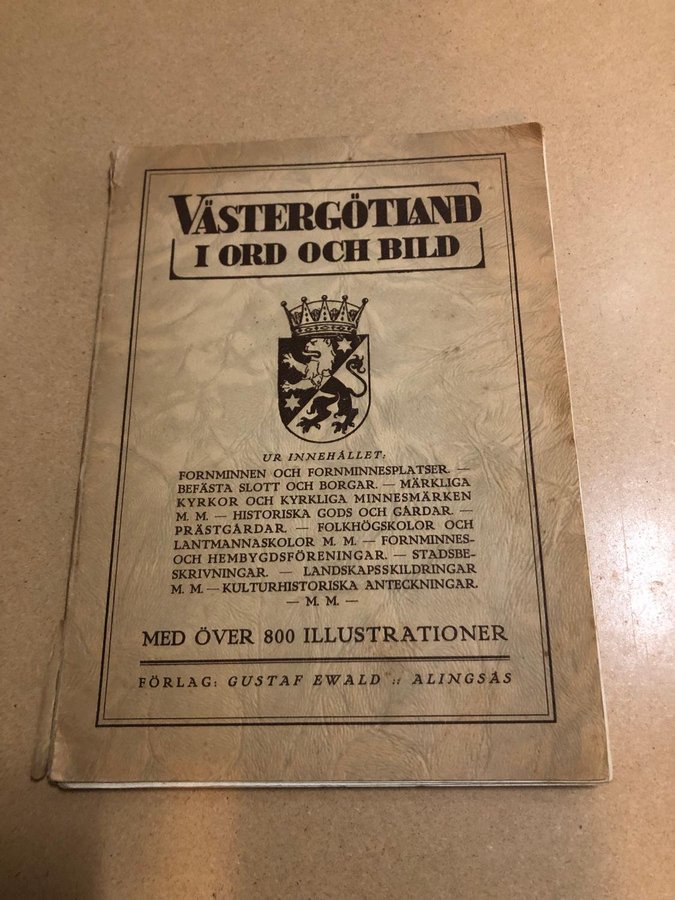 VÄSTERGÖTLAND
I ORD OCH BILD
UR INNEHÅLLET:
FORNMINNEN OCH FORNMINNESPLATSER. —
BEFÄSTA SLOTT OCH BORGAR. — MÄRKLIGA
KYRKOR OCH KYRKLIGA MINNESMÄRKEN
M. M. — HISTORISKA GODS OCH GÅRDAR. —
PRÄSTGÅRDAR. — FOLKHÖGSKOLOR OCH
LANTMANNASKOLOR M. M. — FORNMINNES-
OCH HEMBYGDSFÖRENINGAR. — STADSBE-
SKRIVNINGAR. — LANDSKAPSSKILDRINGAR
M. M. — KULTURHISTORISKA ANTECKNINGAR.
— M. M. —
MED ÖVER 800 ILLUSTRATIONER
FÖRLAG: GUSTAF EWALD :: ALINGSÅS